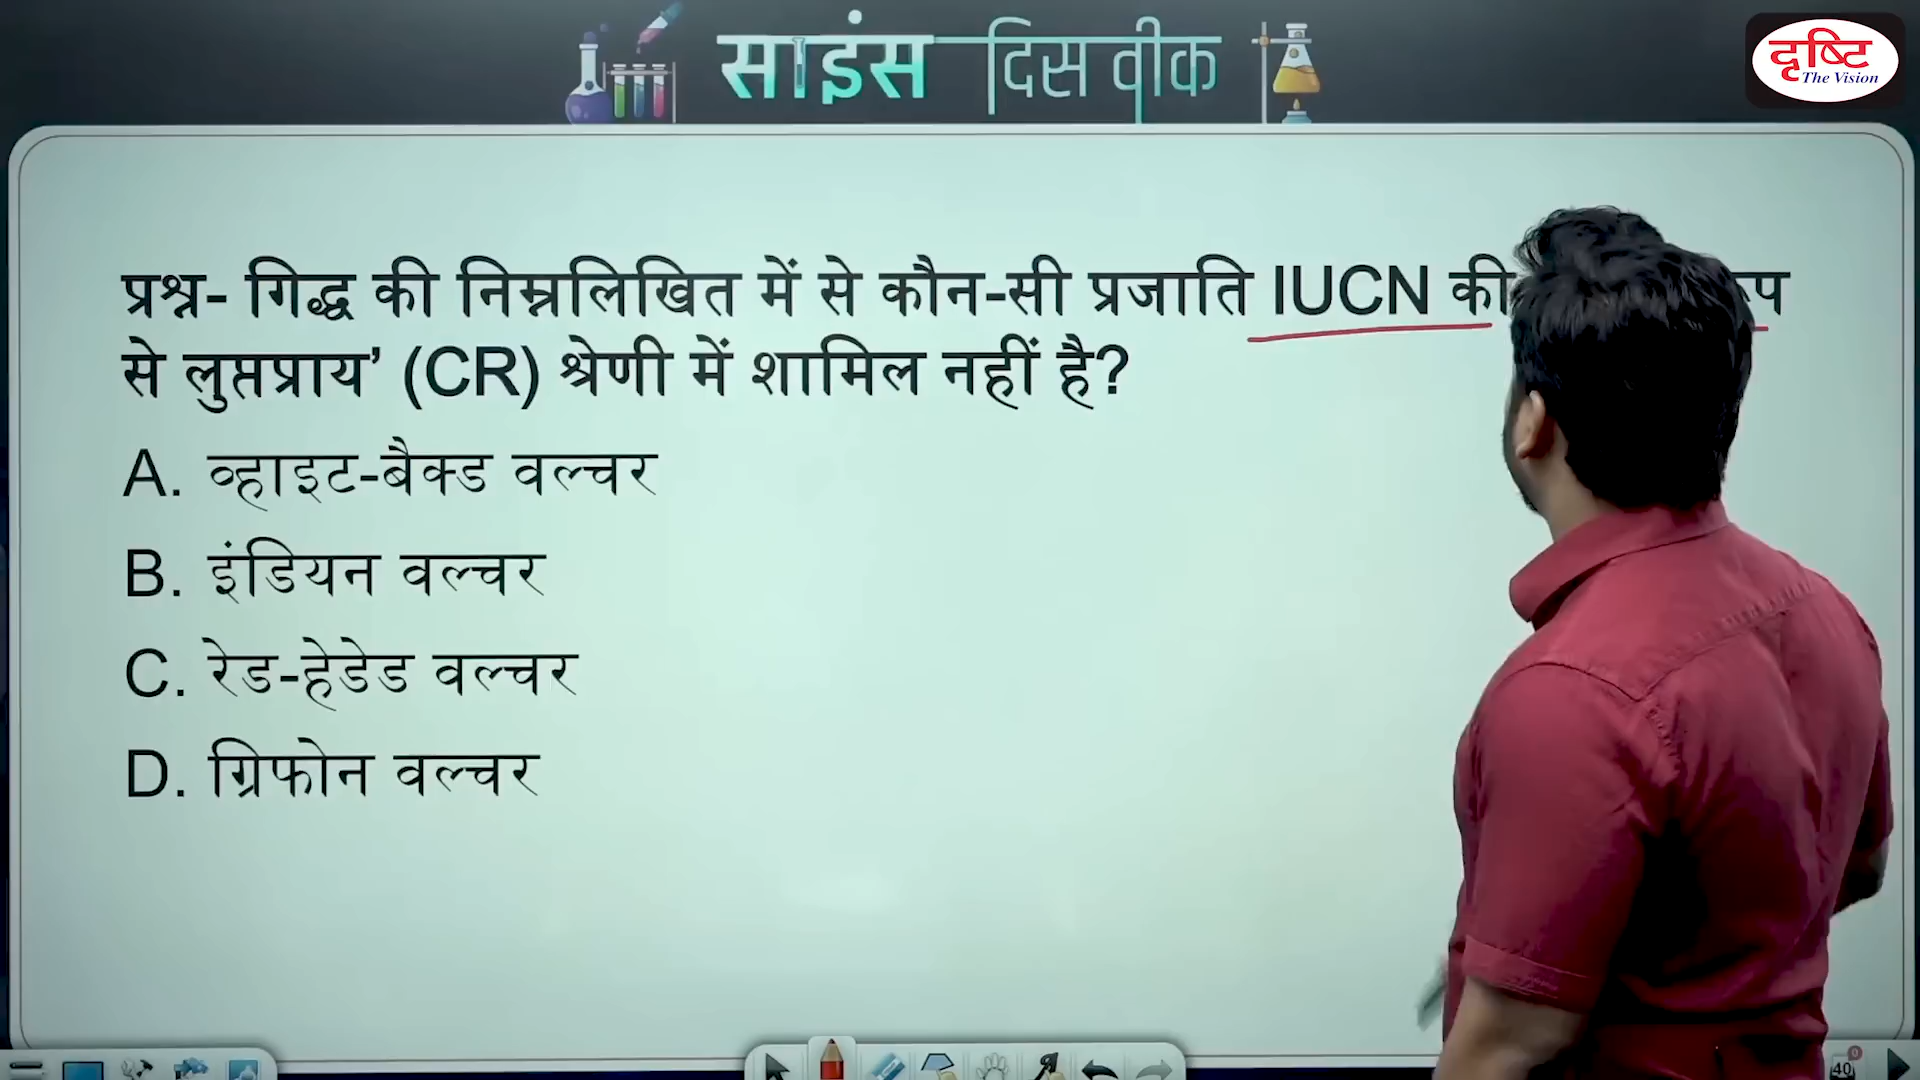 साइंस दिस वीक
दृष्टि
The Vision
प्रश्न- गिद्ध की निम्नलिखित में से कौन-सी प्रजाति IUCN की
से लुप्तप्राय’ (CR) श्रेणी में शामिल नहीं है?
A. व्हाइट-बैक्ड वल्चर
B. इंडियन वल्चर
C. रेड-हेडेड वल्चर
D. ग्रिफोन वल्चर
40